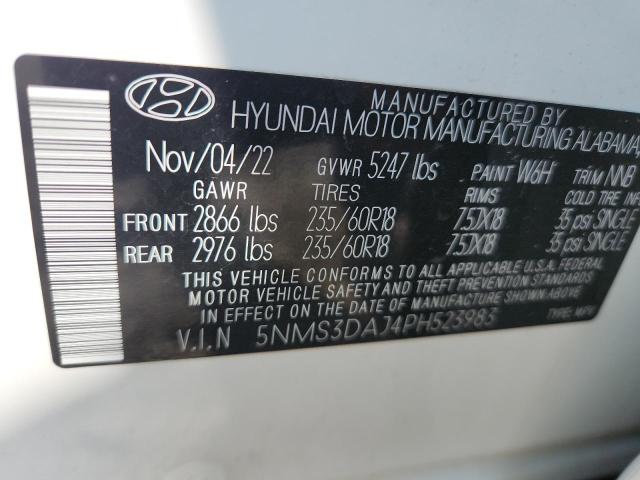 MANUFACTURED BY
HYUNDAI MOTOR MANUFACTURING ALABAMA,
Nov/04/22 GVWR 5247 lbs PAINT W6H TRIM NNB
GAWR TIRES RIMS COLD TIRE
FRONT 2866 lbs 235/60R18 7.5JX18 35 psi SINGLE
REAR 2976 lbs 235/60R18 7.5JX18 35 psi SINGLE
THIS VEHICLE CONFORMS TO ALL APPLICABLE U.S.A. FEDERAL
MOTOR VEHICLE SAFETY AND THEFT PREVENTION STANDARDS
IN EFFECT ON THE DATE OF MANUFACTURE SHOWN ABOVE.
V.I.N 5NMS3DAJ4PH523983 TYPE: MPV